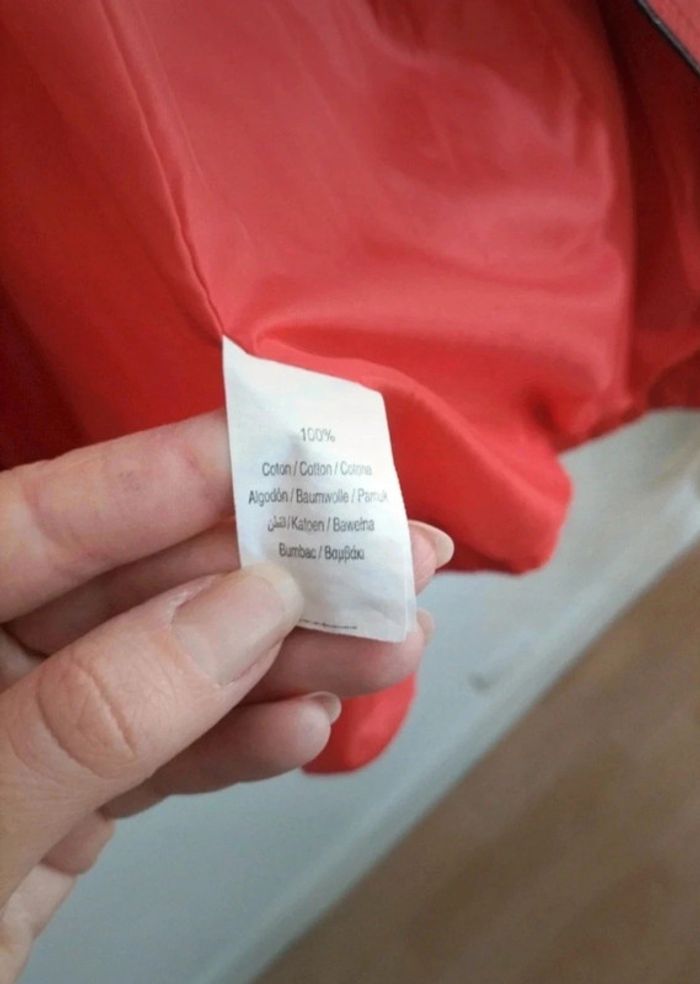 100%
Coton / Cotton / Cotone
Algodón / Baumwolle / Pamuk
قطن / Katoen / Bawełna
Bumbac / Βαμβάκι